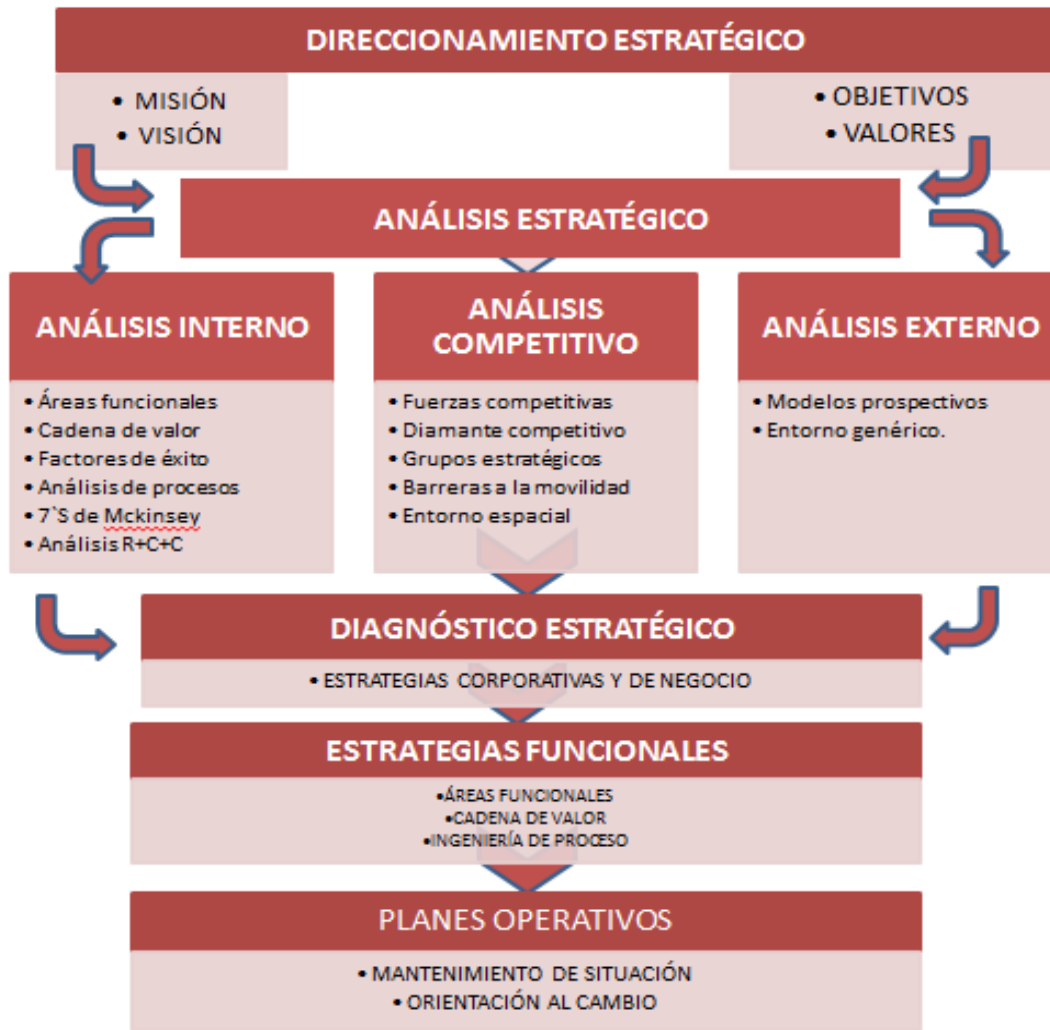 DIRECCIONAMIENTO ESTRATÉGICO
• MISIÓN
• VISIÓN
• OBJETIVOS
• VALORES
ANÁLISIS ESTRATÉGICO
ANÁLISIS INTERNO
• Áreas funcionales
• Cadena de valor
• Factores de éxito
• Análisis de procesos
• 7`S de Mckinsey
• Análisis R+C+C
ANÁLISIS
COMPETITIVO
• Fuerzas competitivas
• Diamante competitivo
• Grupos estratégicos
• Barreras a la movilidad
• Entorno espacial
ANÁLISIS EXTERNO
• Modelos prospectivos
• Entorno genérico.
DIAGNÓSTICO ESTRATÉGICO
• ESTRATEGIAS CORPORATIVAS Y DE NEGOCIO
ESTRATEGIAS FUNCIONALES
•ÁREAS FUNCIONALES
•CADENA DE VALOR
•INGENIERÍA DE PROCESO
PLANES OPERATIVOS
• MANTENIMIENTO DE SITUACIÓN
• ORIENTACIÓN AL CAMBIO